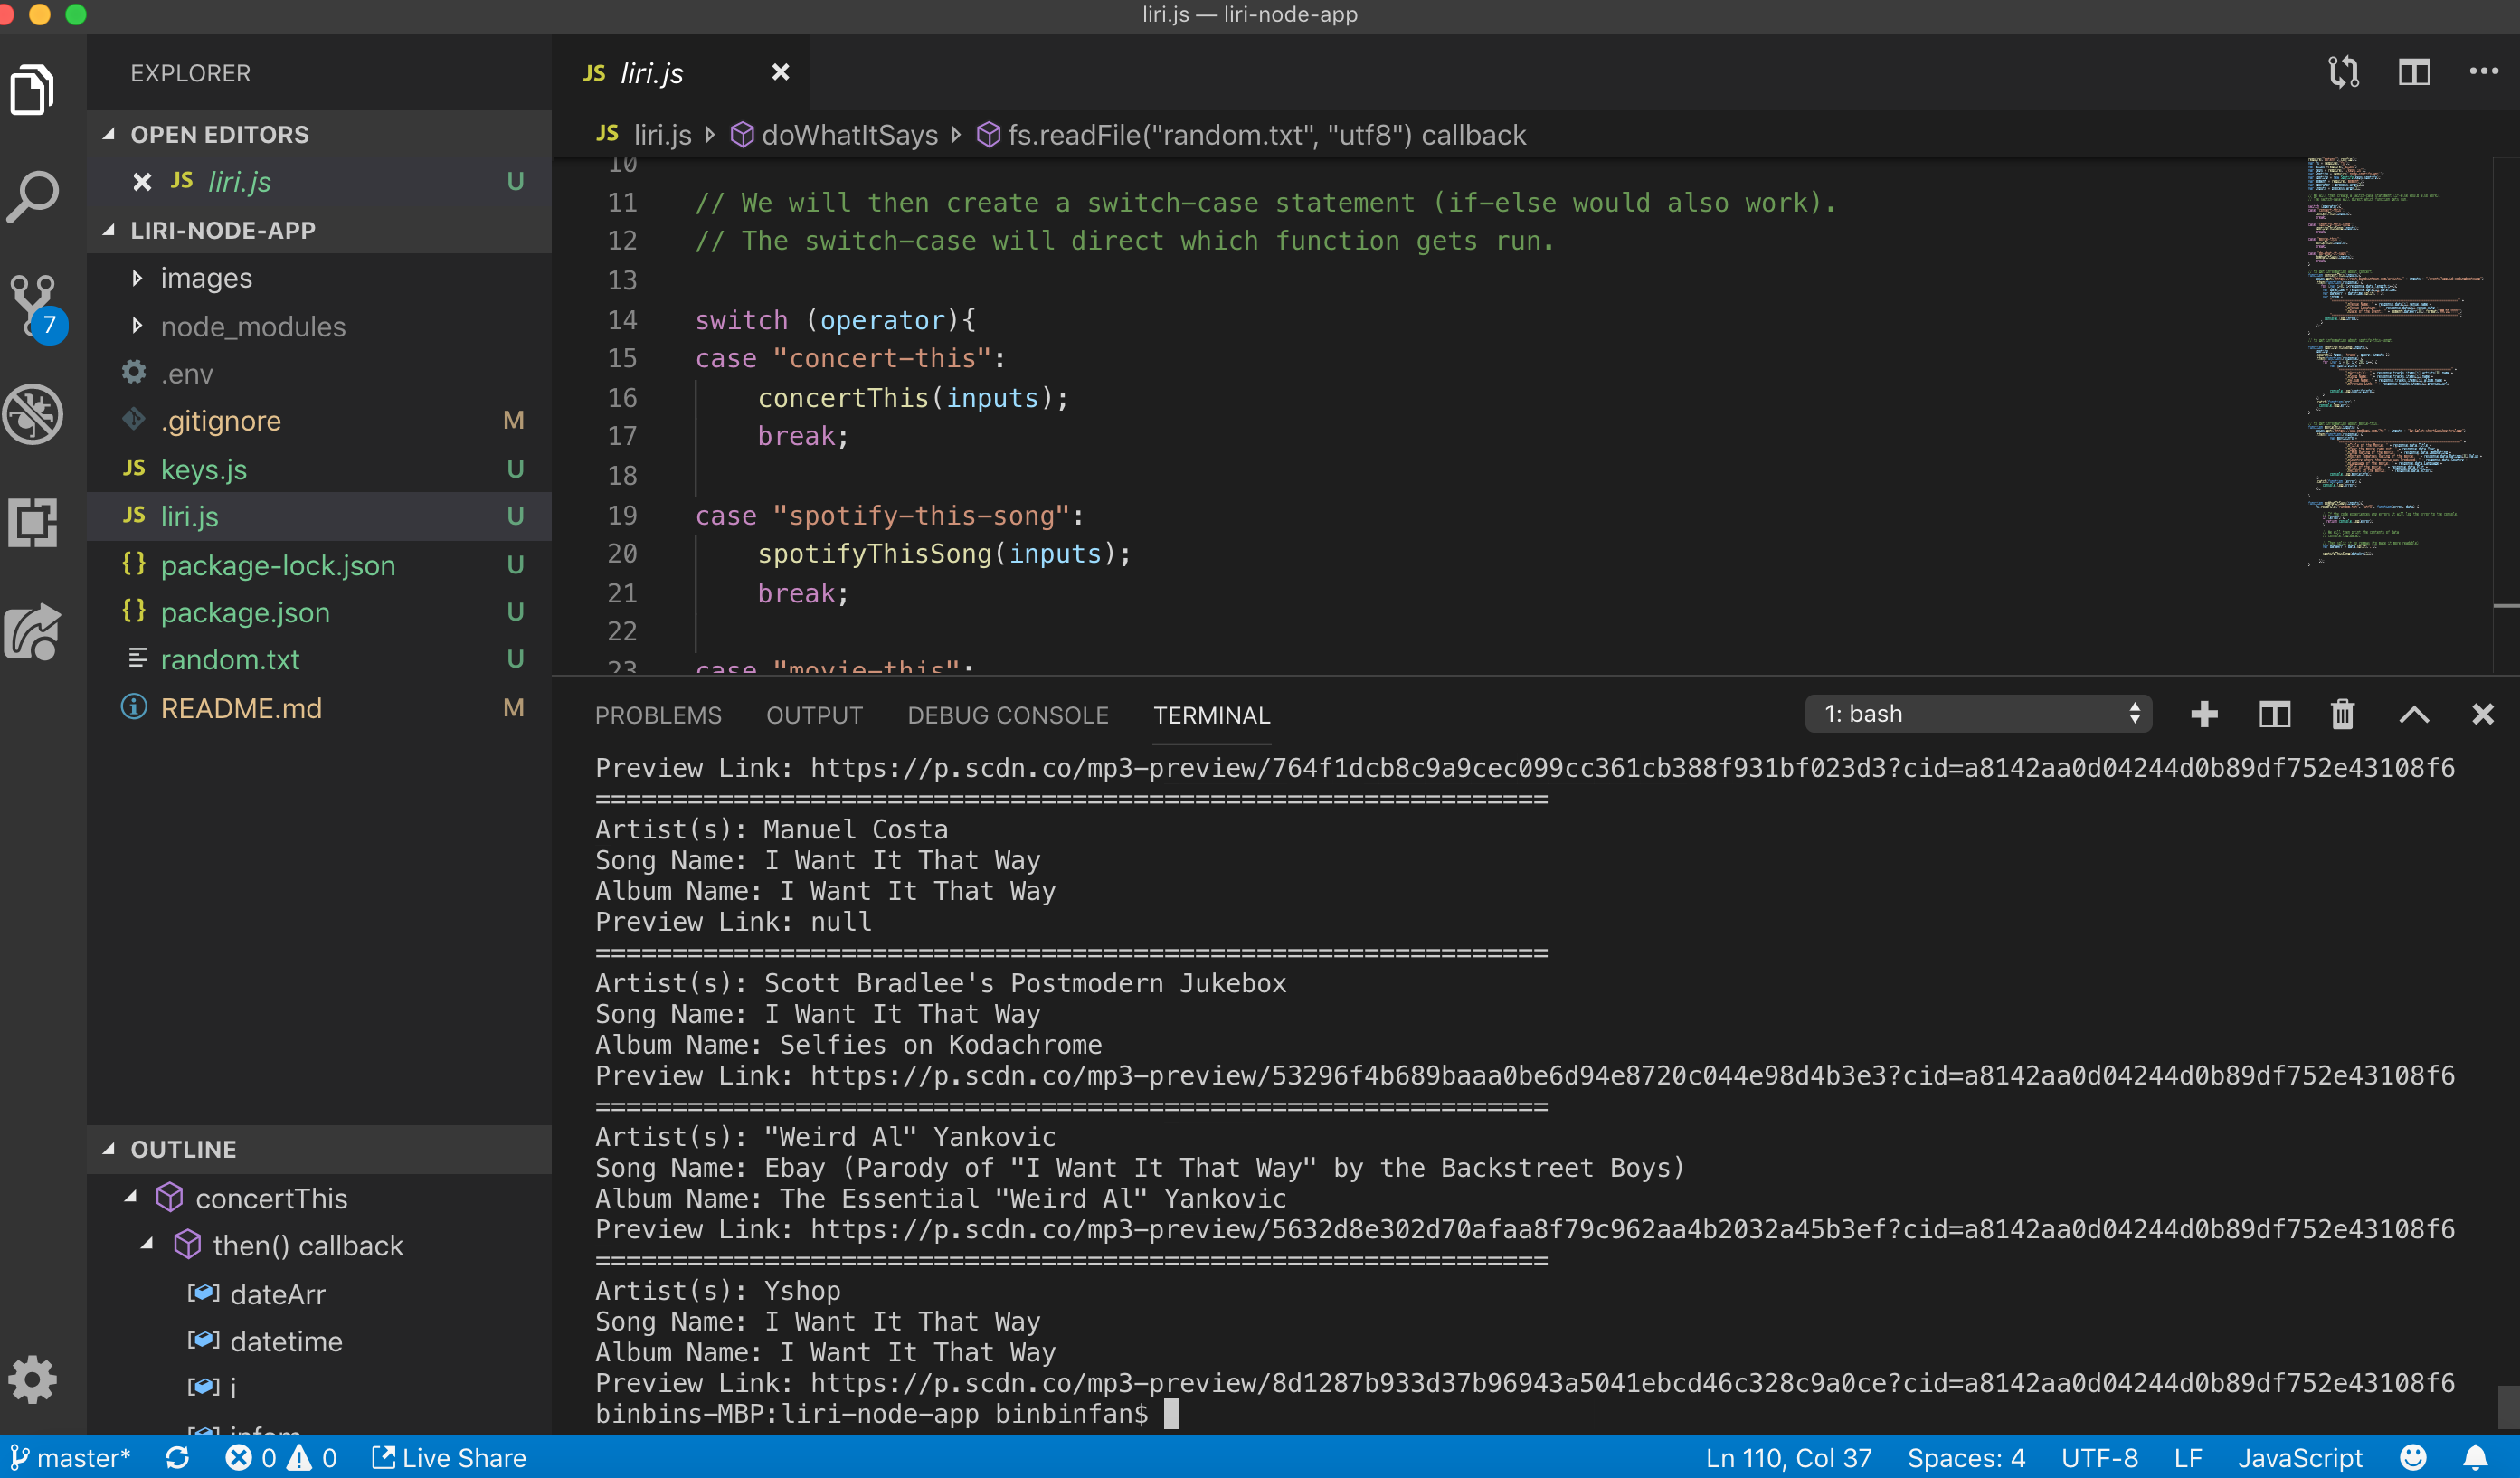 liri.js — liri-node-app
EXPLORER
OPEN EDITORS
JS liri.js U
LIRI-NODE-APP
images
node_modules
.env
.gitignore M
JS keys.js U
JS liri.js U
{} package-lock.json U
{} package.json U
random.txt U
README.md M
7
OUTLINE
concertThis
then() callback
dateArr
datetime
i
infom
JS liri.js
JS liri.js doWhatItSays fs.readFile("random.txt", "utf8") callback
10
11 // We will then create a switch-case statement (if-else would also work).
12 // The switch-case will direct which function gets run.
13
14 switch (operator){
15 case "concert-this":
16 concertThis(inputs);
17 break;
18
19 case "spotify-this-song":
20 spotifyThisSong(inputs);
21 break;
22
23 case "movie-this":
PROBLEMS OUTPUT DEBUG CONSOLE TERMINAL 1: bash
Preview Link: https://p.scdn.co/mp3-preview/764f1dcb8c9a9cec099cc361cb388f931bf023d3?cid=a8142aa0d04244d0b89df752e43108f6
==============================================================
Artist(s): Manuel Costa
Song Name: I Want It That Way
Album Name: I Want It That Way
Preview Link: null
==============================================================
Artist(s): Scott Bradlee's Postmodern Jukebox
Song Name: I Want It That Way
Album Name: Selfies on Kodachrome
Preview Link: https://p.scdn.co/mp3-preview/53296f4b689baaa0be6d94e8720c044e98d4b3e3?cid=a8142aa0d04244d0b89df752e43108f6
==============================================================
Artist(s): "Weird Al" Yankovic
Song Name: Ebay (Parody of "I Want It That Way" by the Backstreet Boys)
Album Name: The Essential "Weird Al" Yankovic
Preview Link: https://p.scdn.co/mp3-preview/5632d8e302d70afaa8f79c962aa4b2032a45b3ef?cid=a8142aa0d04244d0b89df752e43108f6
==============================================================
Artist(s): Yshop
Song Name: I Want It That Way
Album Name: I Want It That Way
Preview Link: https://p.scdn.co/mp3-preview/8d1287b933d37b96943a5041ebcd46c328c9a0ce?cid=a8142aa0d04244d0b89df752e43108f6
binbins-MBP:liri-node-app binbinfan$
master* 0 0 Live Share Ln 110, Col 37 Spaces: 4 UTF-8 LF JavaScript